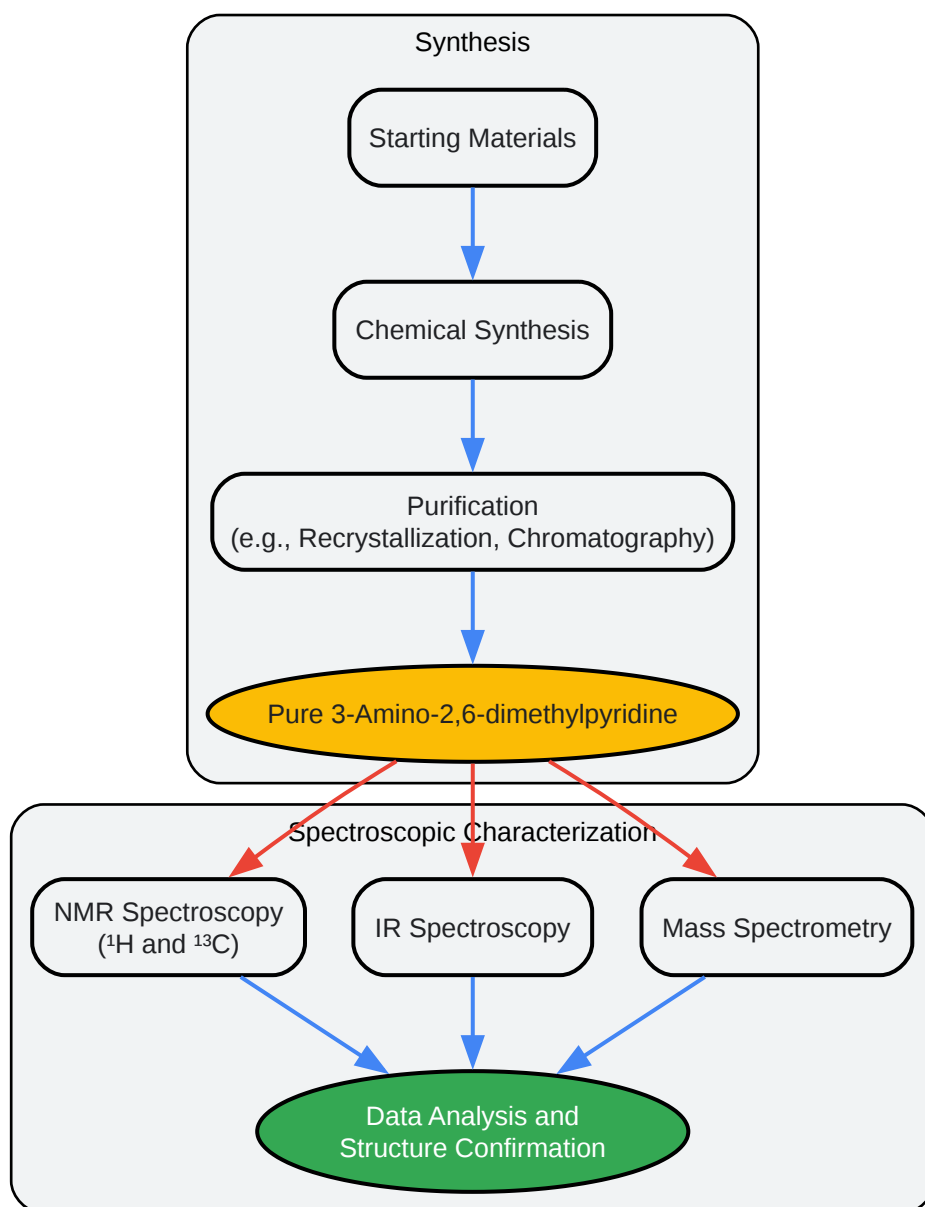 Synthesis
Starting Materials
Chemical Synthesis
Purification
(e.g., Recrystallization, Chromatography)
Pure 3-Amino-2,6-dimethylpyridine
Spectroscopic Characterization
NMR Spectroscopy
(¹H and ¹³C)
IR Spectroscopy
Mass Spectrometry
Data Analysis and
Structure Confirmation